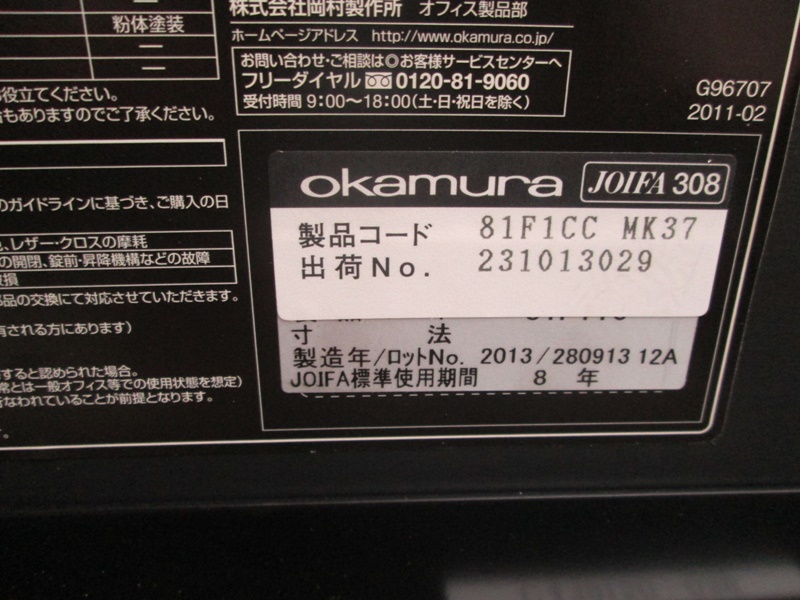 株式会社岡村製作所 オフィス製品部
ホームページアドレス http://www.okamura.co.jp/
お問い合わせ・ご相談は◎お客様サービスセンターへ
フリーダイヤル 0120-81-9060
受付時間 9:00〜18:00(土・日・祝日を除く)
粉体塗装
—
—
役立てください。
もありますのでご了承ください。
G96707
2011-02
のガイドラインに基づき、ご購入の日
、レザー・クロスの摩耗
の開閉、錠前・昇降機構などの故障
破損
部品の交換にて対応させていただきます。
有される方にあります)
すると認められた場合。
常とは一般オフィス等での使用状態を想定)
行なわれていることが前提となります。
okamura JOIFA 308
製品コード 81F1CC MK37
出荷No. 231013029
寸 法
製造年/ロットNo. 2013/280913 12A
JOIFA標準使用期間 8 年